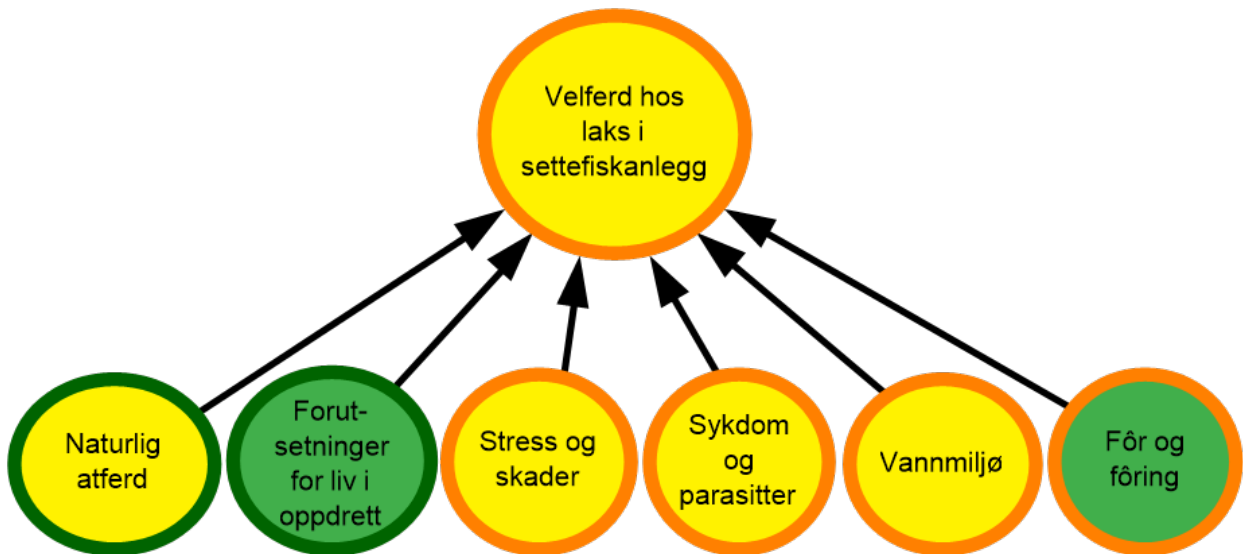 Velferd hos
laks i
settefiskanlegg
Naturlig
atferd
Forut-
setninger
for liv i
oppdrett
Stress og
skader
Sykdom
og
parasitter
Vannmiljø
Fôr og
fôring